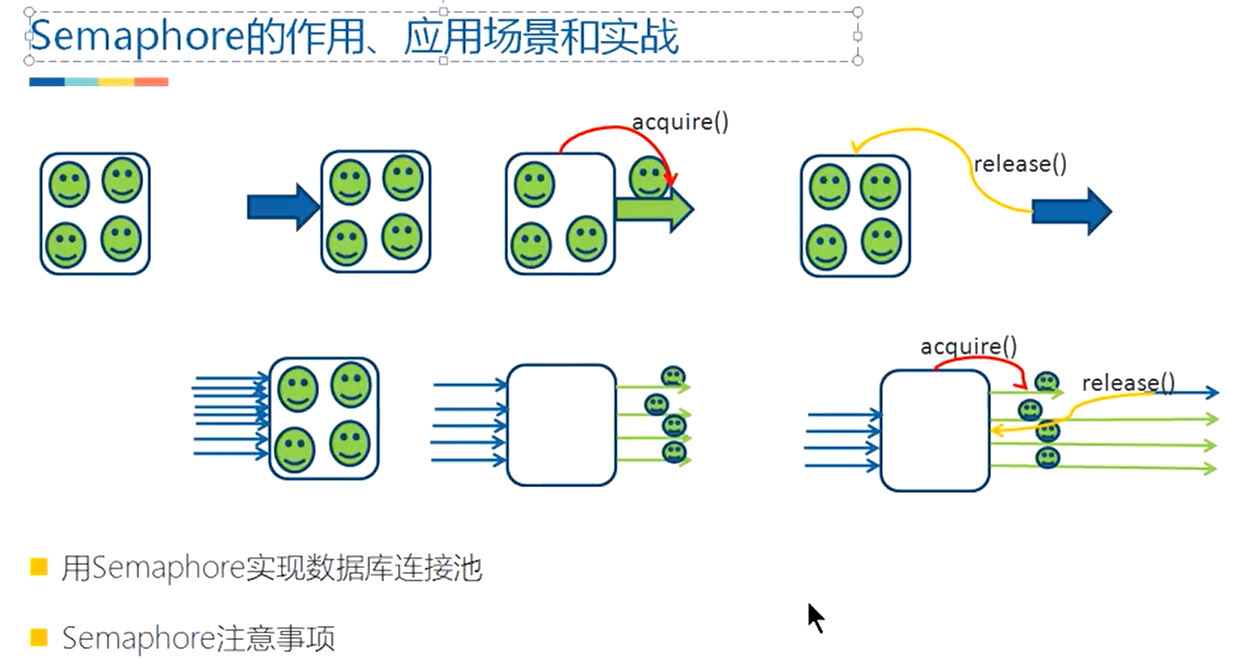 Semaphore的作用、应用场景和实战
acquire()
release()
acquire()
release()
用Semaphore实现数据库连接池
Semaphore注意事项